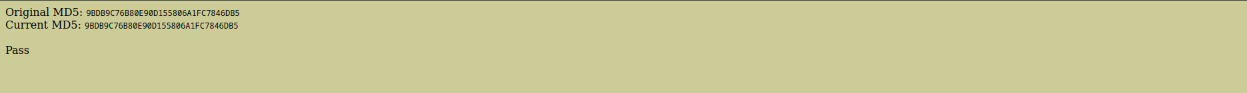 Original MD5: 9BDB9C76B80E90D155806A1FC7846DB5
Current MD5: 9BDB9C76B80E90D155806A1FC7846DB5
Pass